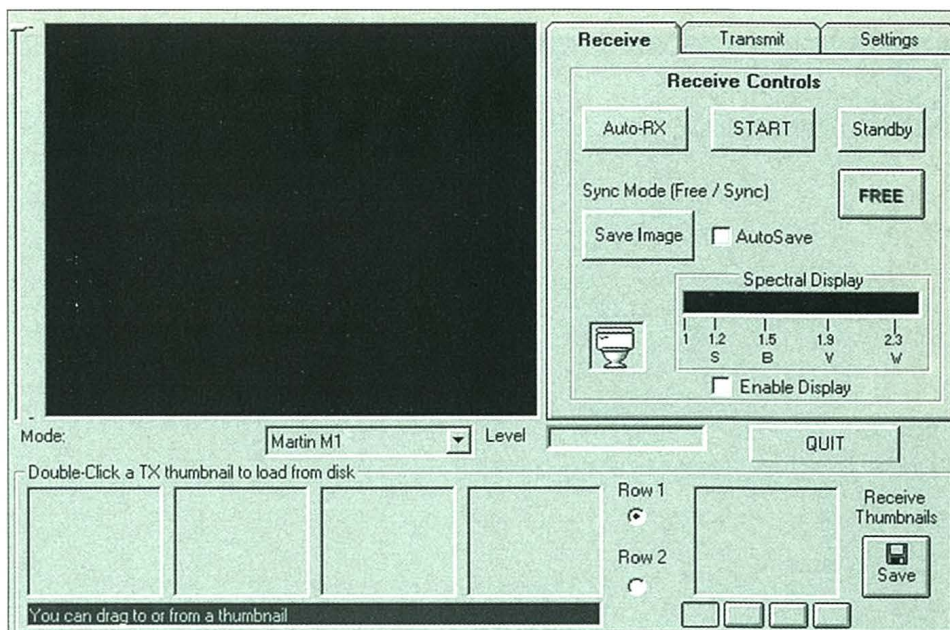 Receive
Transmit
Settings
Receive Controls
Auto-RX
START
Standby
Sync Mode (Free / Sync)
FREE
Save Image
AutoSave
Spectral Display
1 1.2 1.5 1.9 2.3
S B V W
Enable Display
Mode:
Martin M1
Level
QUIT
Double-Click a TX thumbnail to load from disk
Row 1
Row 2
Receive
Thumbnails
Save
You can drag to or from a thumbnail